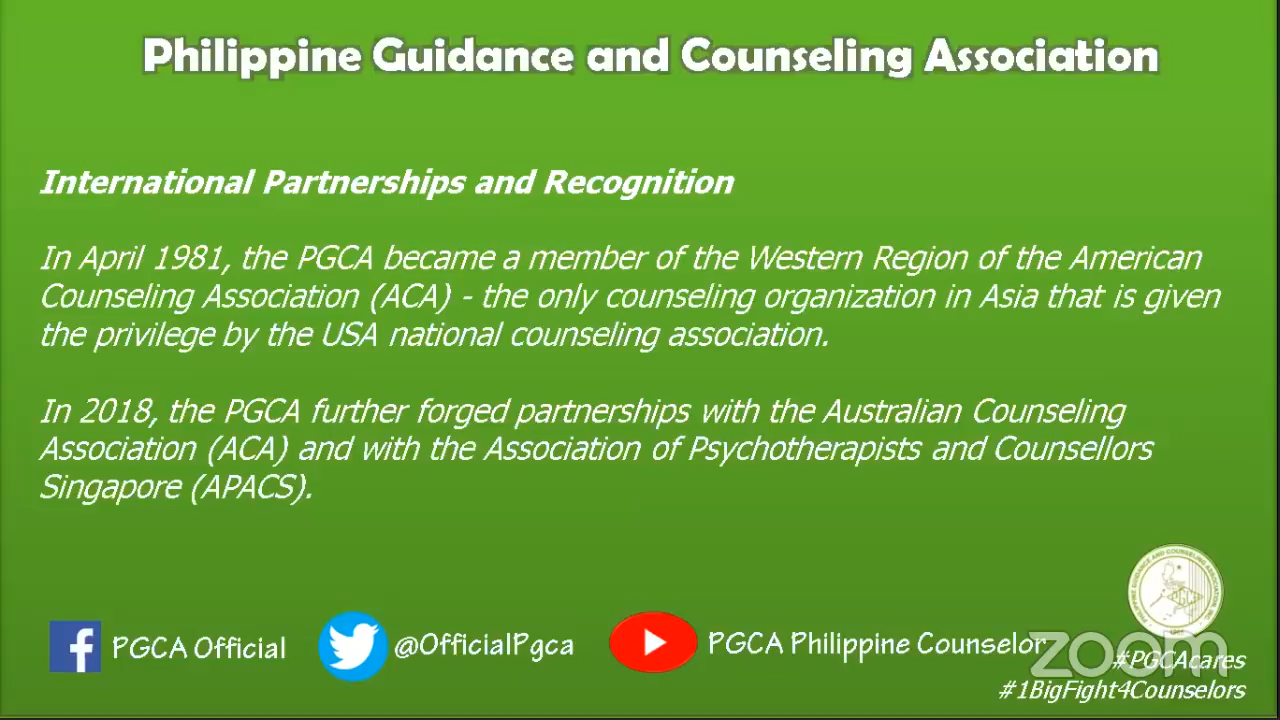 Philippine Guidance and Counseling Association
International Partnerships and Recognition
In April 1981, the PGCA became a member of the Western Region of the American
Counseling Association (ACA) - the only counseling organization in Asia that is given
the privilege by the USA national counseling association.
In 2018, the PGCA further forged partnerships with the Australian Counseling
Association (ACA) and with the Association of Psychotherapists and Counsellors
Singapore (APACS).
PGCA Official
@OfficialPgca
PGCA Philippine Counselor
zoom
#PGCAcares
#1BigFight4Counselors